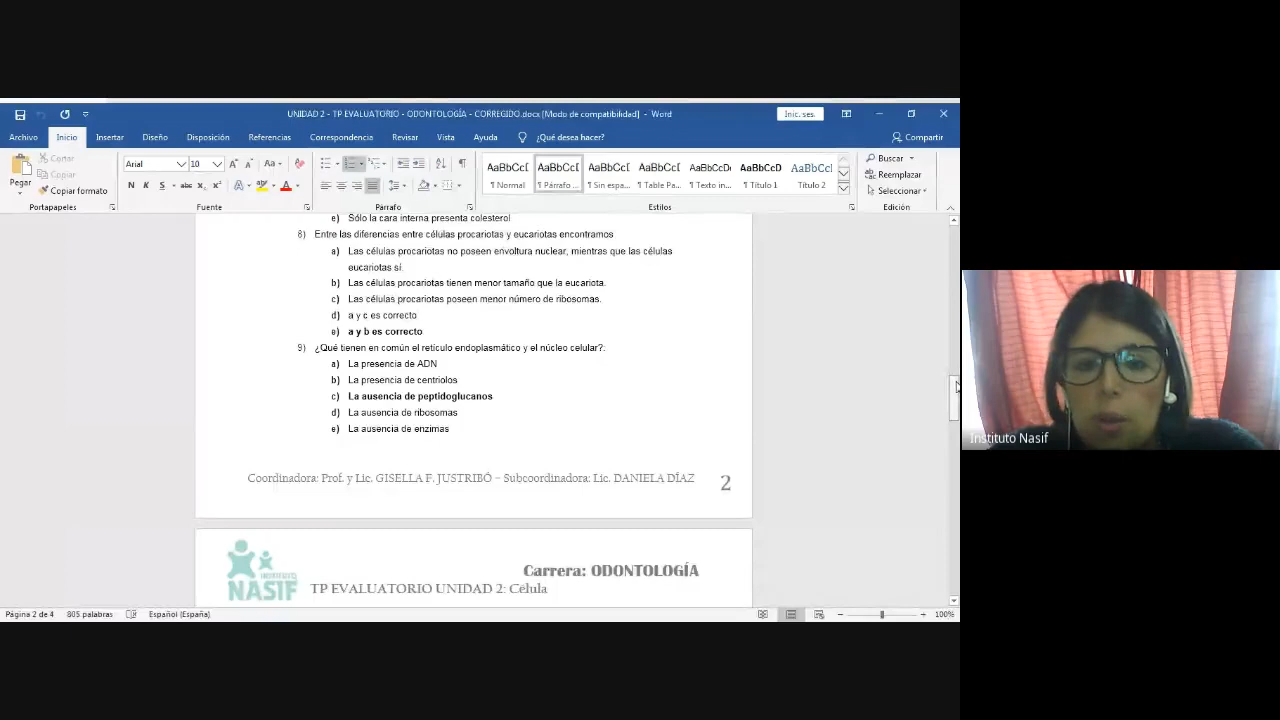 UNIDAD 2 - TP EVALUATORIO - ODONTOLOGÍA - CORREGIDO.docx [Modo de compatibilidad] - Word
Inic. ses.
Archivo Inicio Insertar Diseño Disposición Referencias Correspondencia Revisar Vista Ayuda ¿Qué desea hacer? Compartir
Pegar
Cortar
Copiar
Copiar formato
Arial 10
AaBbCcI AaBbCcI AaBbCcI AaBbCcI AaBbCcDi AaBbCcD AaBbCcI
¶ Normal ¶ Párrafo ... ¶ Sin espa... ¶ Table Pa... ¶ Texto in... ¶ Título 1 Título 2
Buscar
Reemplazar
Seleccionar
Portapapeles Fuente Párrafo Estilos Edición
e) Sólo la cara interna presenta colesterol
8) Entre las diferencias entre células procariotas y eucariotas encontramos
a) Las células procariotas no poseen envoltura nuclear, mientras que las células
eucariotas sí.
b) Las células procariotas tienen menor tamaño que la eucariota.
c) Las células procariotas poseen menor número de ribosomas.
d) a y c es correcto
e) a y b es correcto
9) ¿Qué tienen en común el retículo endoplasmático y el núcleo celular?:
a) La presencia de ADN
b) La presencia de centriolos
c) La ausencia de peptidoglucanos
d) La ausencia de ribosomas
e) La ausencia de enzimas
Coordinadora: Prof. y Lic. GISELLA F. JUSTRIBÓ – Subcoordinadora: Lic. DANIELA DÍAZ 2
NASIF
Carrera: ODONTOLOGÍA
TP EVALUATORIO UNIDAD 2: Célula
Página 2 de 4 805 palabras Español (España) 100%
Instituto Nasif